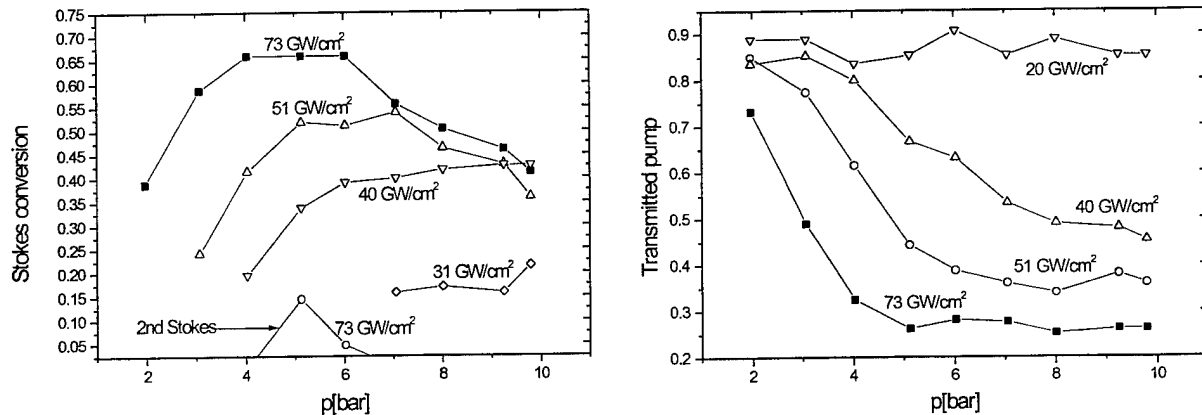 Stokes conversion
0.75
0.70
0.65
0.60
0.55
0.50
0.45
0.40
0.35
0.30
0.25
0.20
0.15
0.10
0.05
73 GW/cm²
51 GW/cm²
40 GW/cm²
31 GW/cm²
2nd Stokes
73 GW/cm²
2
4
6
8
10
p[bar]
Transmitted pump
0.9
0.8
0.7
0.6
0.5
0.4
0.3
0.2
20 GW/cm²
40 GW/cm²
51 GW/cm²
73 GW/cm²
2
4
6
8
10
p[bar]